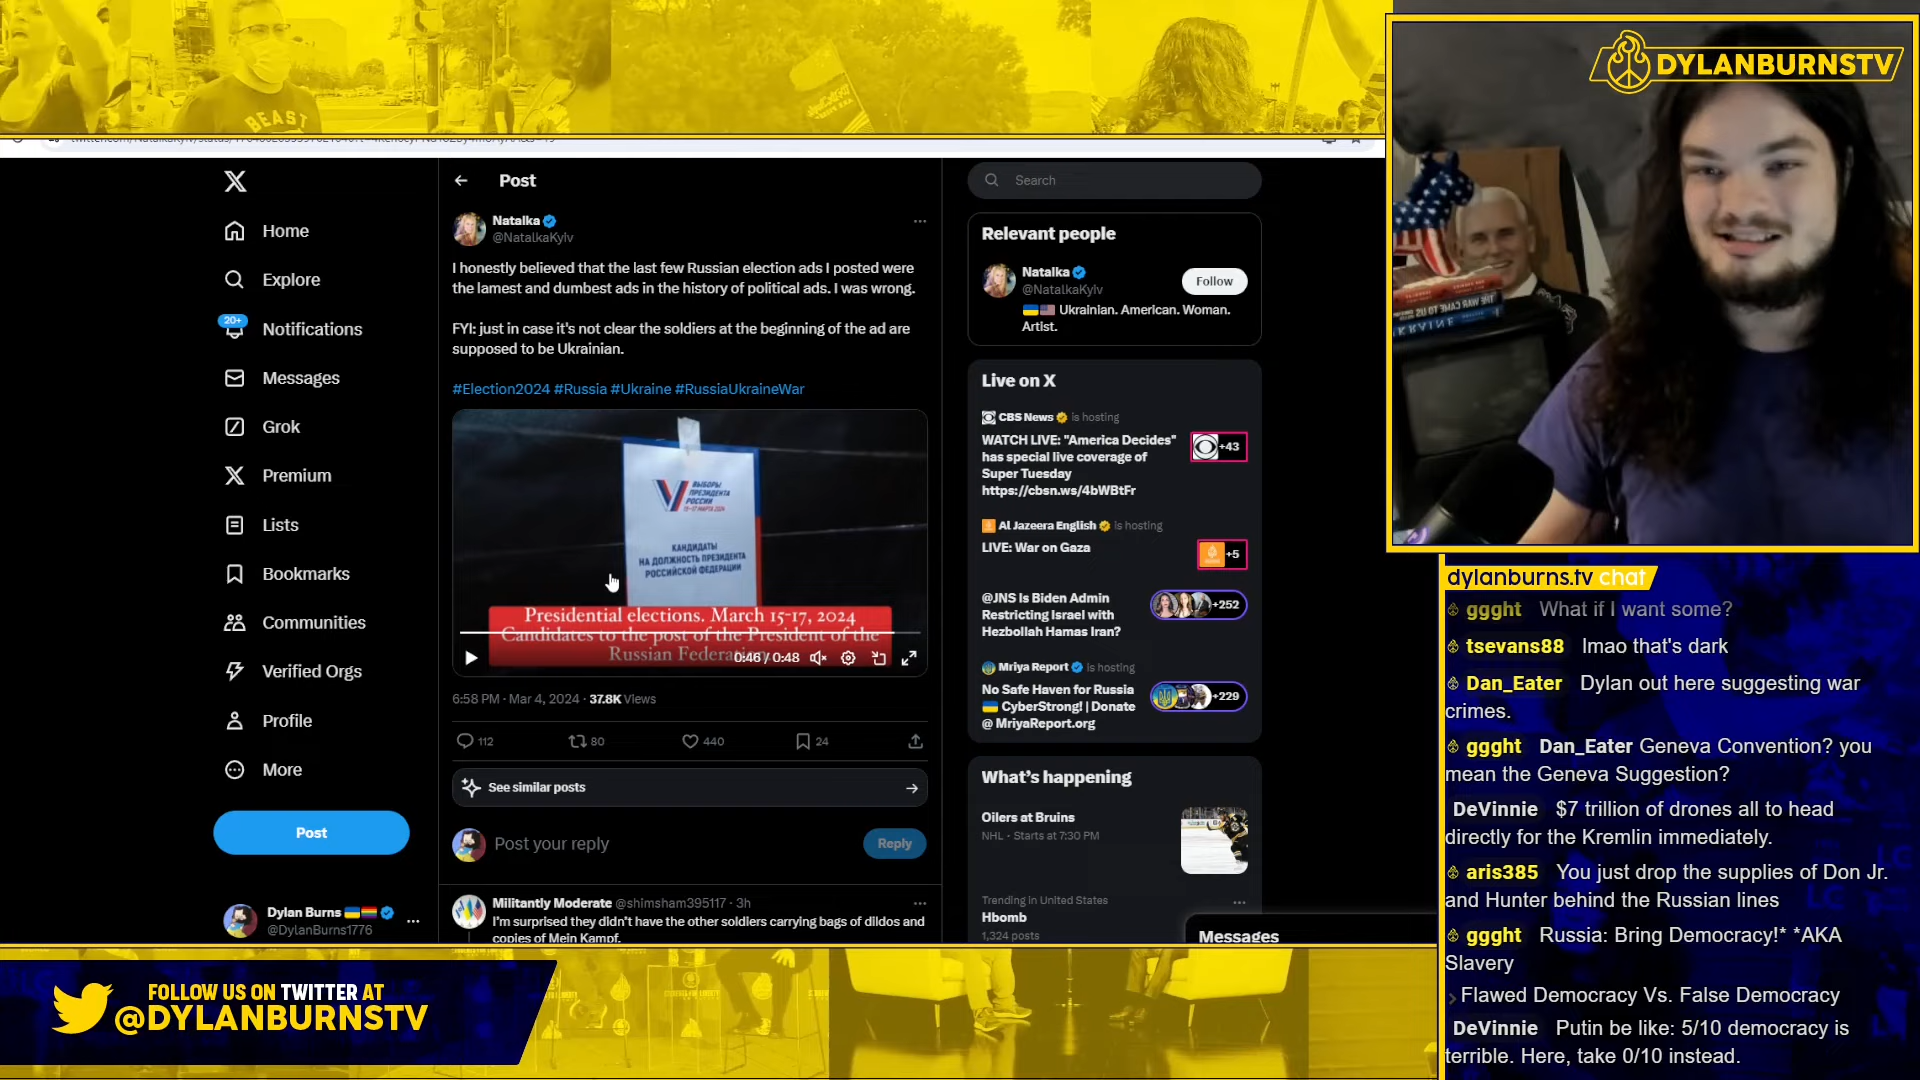 BEAST
DYLANBURNSTV
X
Home
Explore
20+
Notifications
Messages
Grok
Premium
Lists
Bookmarks
Communities
Verified Orgs
Profile
More
Post
Dylan Burns
@DylanBurns1776
Post
Natalka
@NatalkaKyiv
I honestly believed that the last few Russian election ads I posted were
the lamest and dumbest ads in the history of political ads. I was wrong.
FYI: just in case it's not clear the soldiers at the beginning of the ad are
supposed to be Ukrainian.
#Election2024 #Russia #Ukraine #RussiaUkraineWar
ВЫБОРЫ
ПРЕЗИДЕНТА
РОССИИ
15-17 МАРТА 2024
КАНДИДАТЫ
НА ДОЛЖНОСТЬ ПРЕЗИДЕНТА
РОССИЙСКОЙ ФЕДЕРАЦИИ
Presidential elections. March 15-17, 2024
Candidates to the post of the President of the
Russian Federation
0:46 / 0:48
6:58 PM · Mar 4, 2024 · 37.8K Views
112
80
440
24
See similar posts
Post your reply
Reply
Militantly Moderate @shimsham395117 · 3h
I'm surprised they didn't have the other soldiers carrying bags of dildos and
copies of Mein Kampf.
Search
Relevant people
Natalka
@NatalkaKyiv
Follow
Ukrainian. American. Woman.
Artist.
Live on X
CBS News is hosting
WATCH LIVE: "America Decides"
has special live coverage of
Super Tuesday
https://cbsn.ws/4bWBtFr
+43
Al Jazeera English is hosting
LIVE: War on Gaza
+5
@JNS Is Biden Admin
Restricting Israel with
Hezbollah Hamas Iran?
+252
Mriya Report is hosting
No Safe Haven for Russia
CyberStrong! | Donate
@ MriyaReport.org
+229
What's happening
Oilers at Bruins
NHL · Starts at 7:30 PM
Trending in United States
Hbomb
1,324 posts
Messages
dylanburns.tv chat
ggght What if I want some?
tsevans88 lmao that's dark
Dan_Eater Dylan out here suggesting war
crimes.
ggght Dan_Eater Geneva Convention? you
mean the Geneva Suggestion?
DeVinnie $7 trillion of drones all to head
directly for the Kremlin immediately.
aris385 You just drop the supplies of Don Jr.
and Hunter behind the Russian lines
ggght Russia: Bring Democracy!* *AKA
Slavery
Flawed Democracy Vs. False Democracy
DeVinnie Putin be like: 5/10 democracy is
terrible. Here, take 0/10 instead.
FOLLOW US ON TWITTER AT
@DYLANBURNSTV